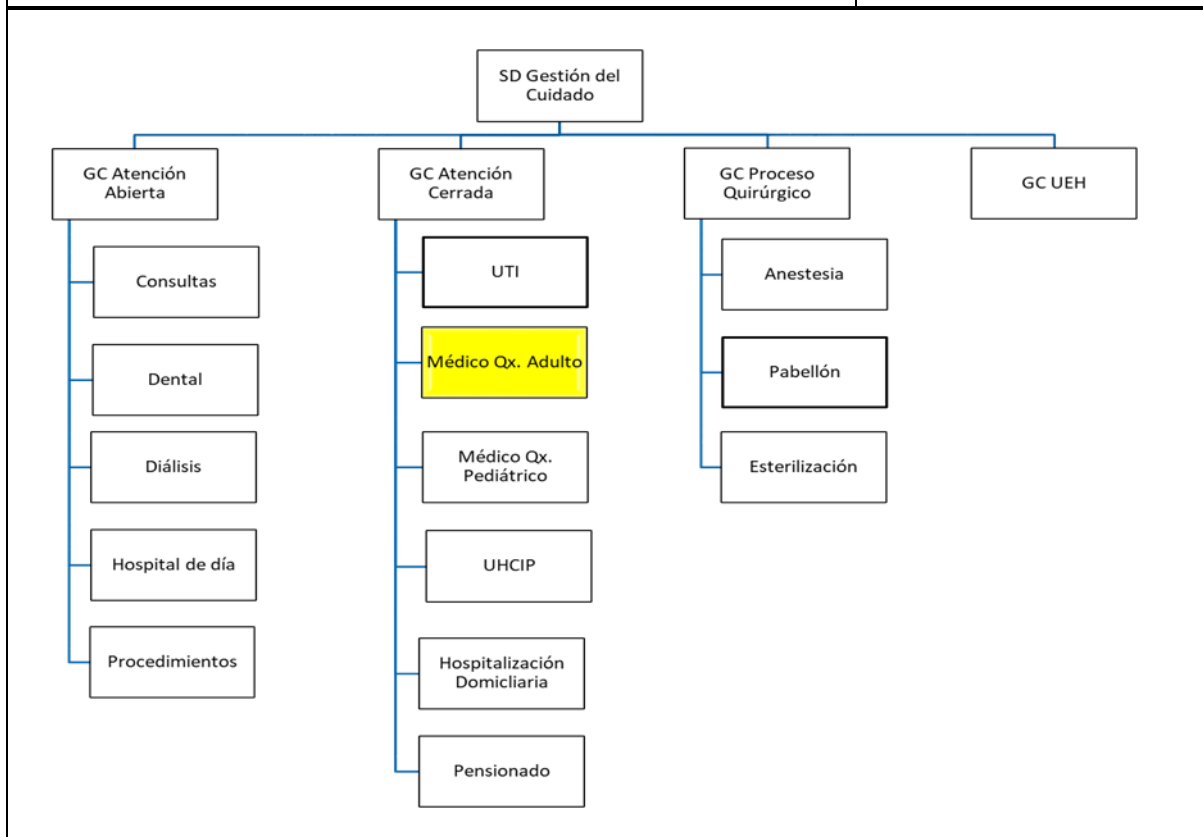 SD Gestión del
Cuidado
GC Atención
Abierta
GC Atención
Cerrada
GC Proceso
Quirúrgico
GC UEH
Consultas
Dental
Diálisis
Hospital de día
Procedimientos
UTI
Médico Qx. Adulto
Médico Qx.
Pediátrico
UHCIP
Hospitalización
Domicliaria
Pensionado
Anestesia
Pabellón
Esterilización